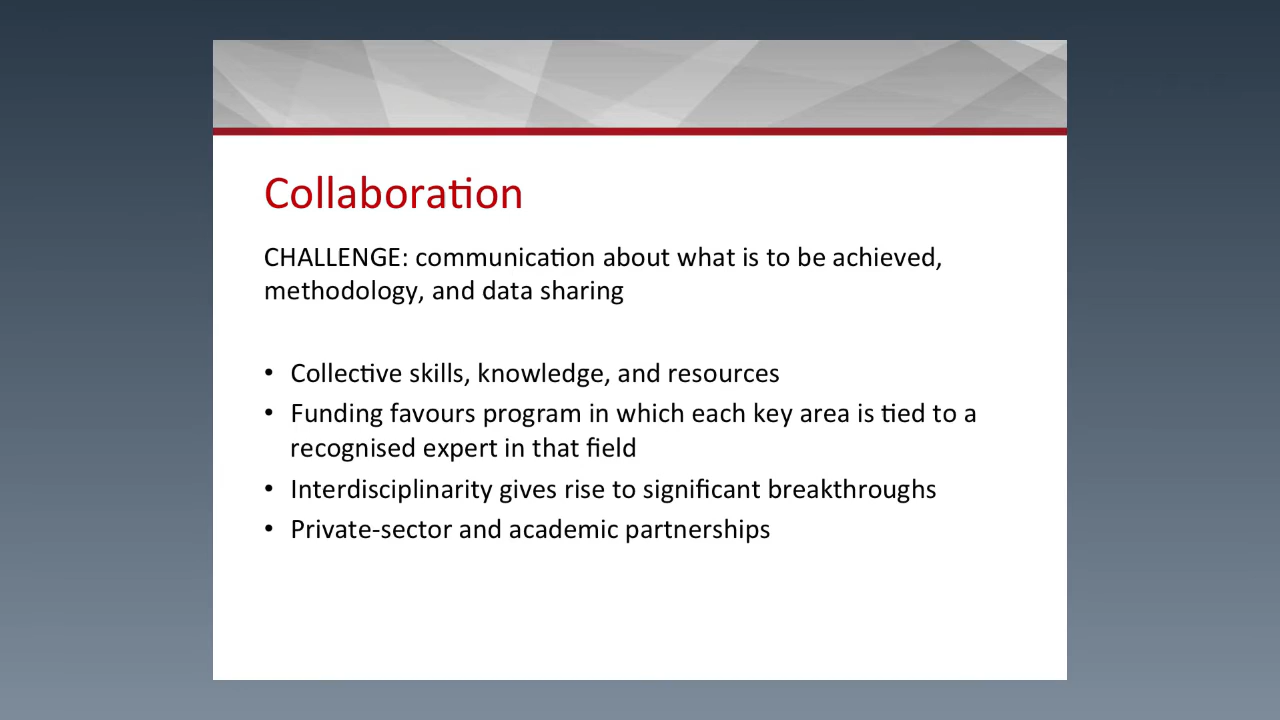 Collaboration
CHALLENGE: communication about what is to be achieved,
methodology, and data sharing
• Collective skills, knowledge, and resources
• Funding favours program in which each key area is tied to a
recognised expert in that field
• Interdisciplinarity gives rise to significant breakthroughs
• Private-sector and academic partnerships